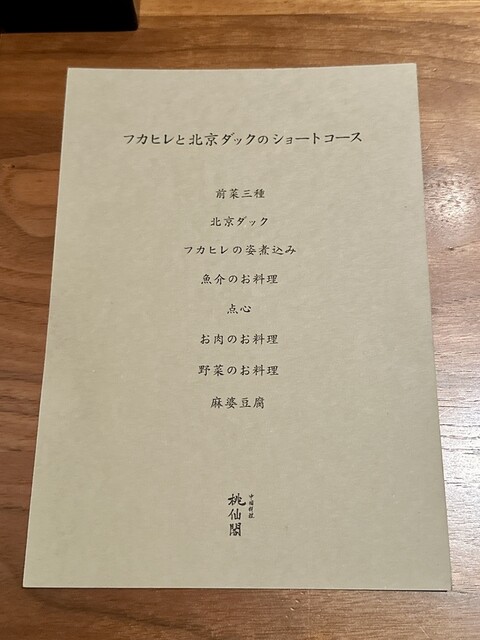 フカヒレと北京ダックのショートコース
前菜三種
北京ダック
フカヒレの姿煮込み
魚介のお料理
点心
お肉のお料理
野菜のお料理
麻婆豆腐
中国料理
桃仙閣